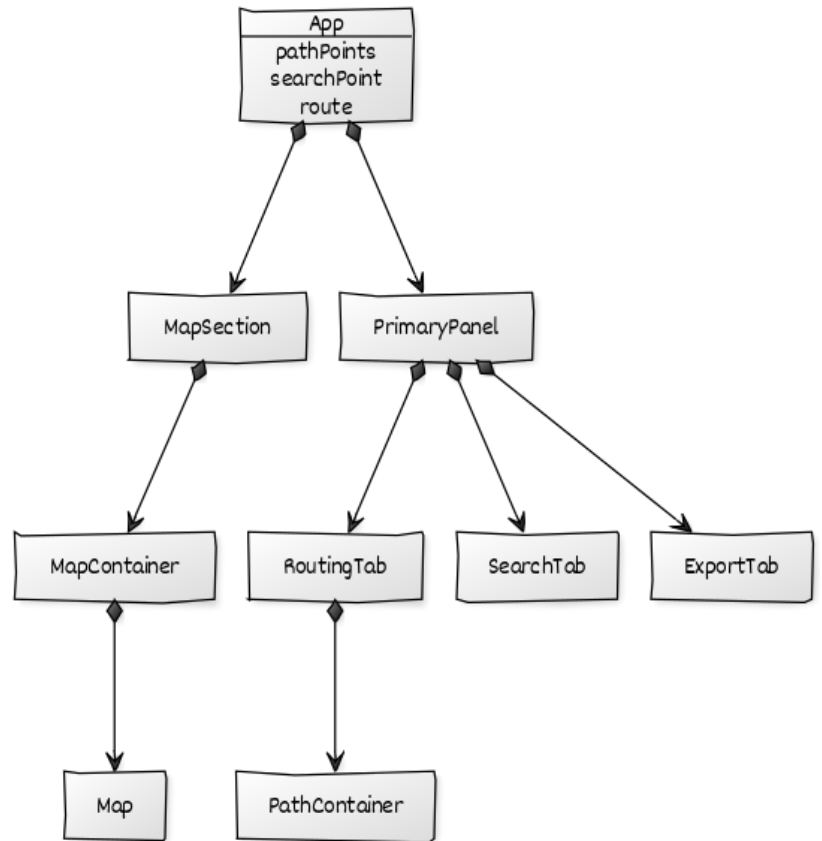 App
pathPoints
searchPoint
route
MapSection
PrimaryPanel
MapContainer
RoutingTab
SearchTab
ExportTab
Map
PathContainer